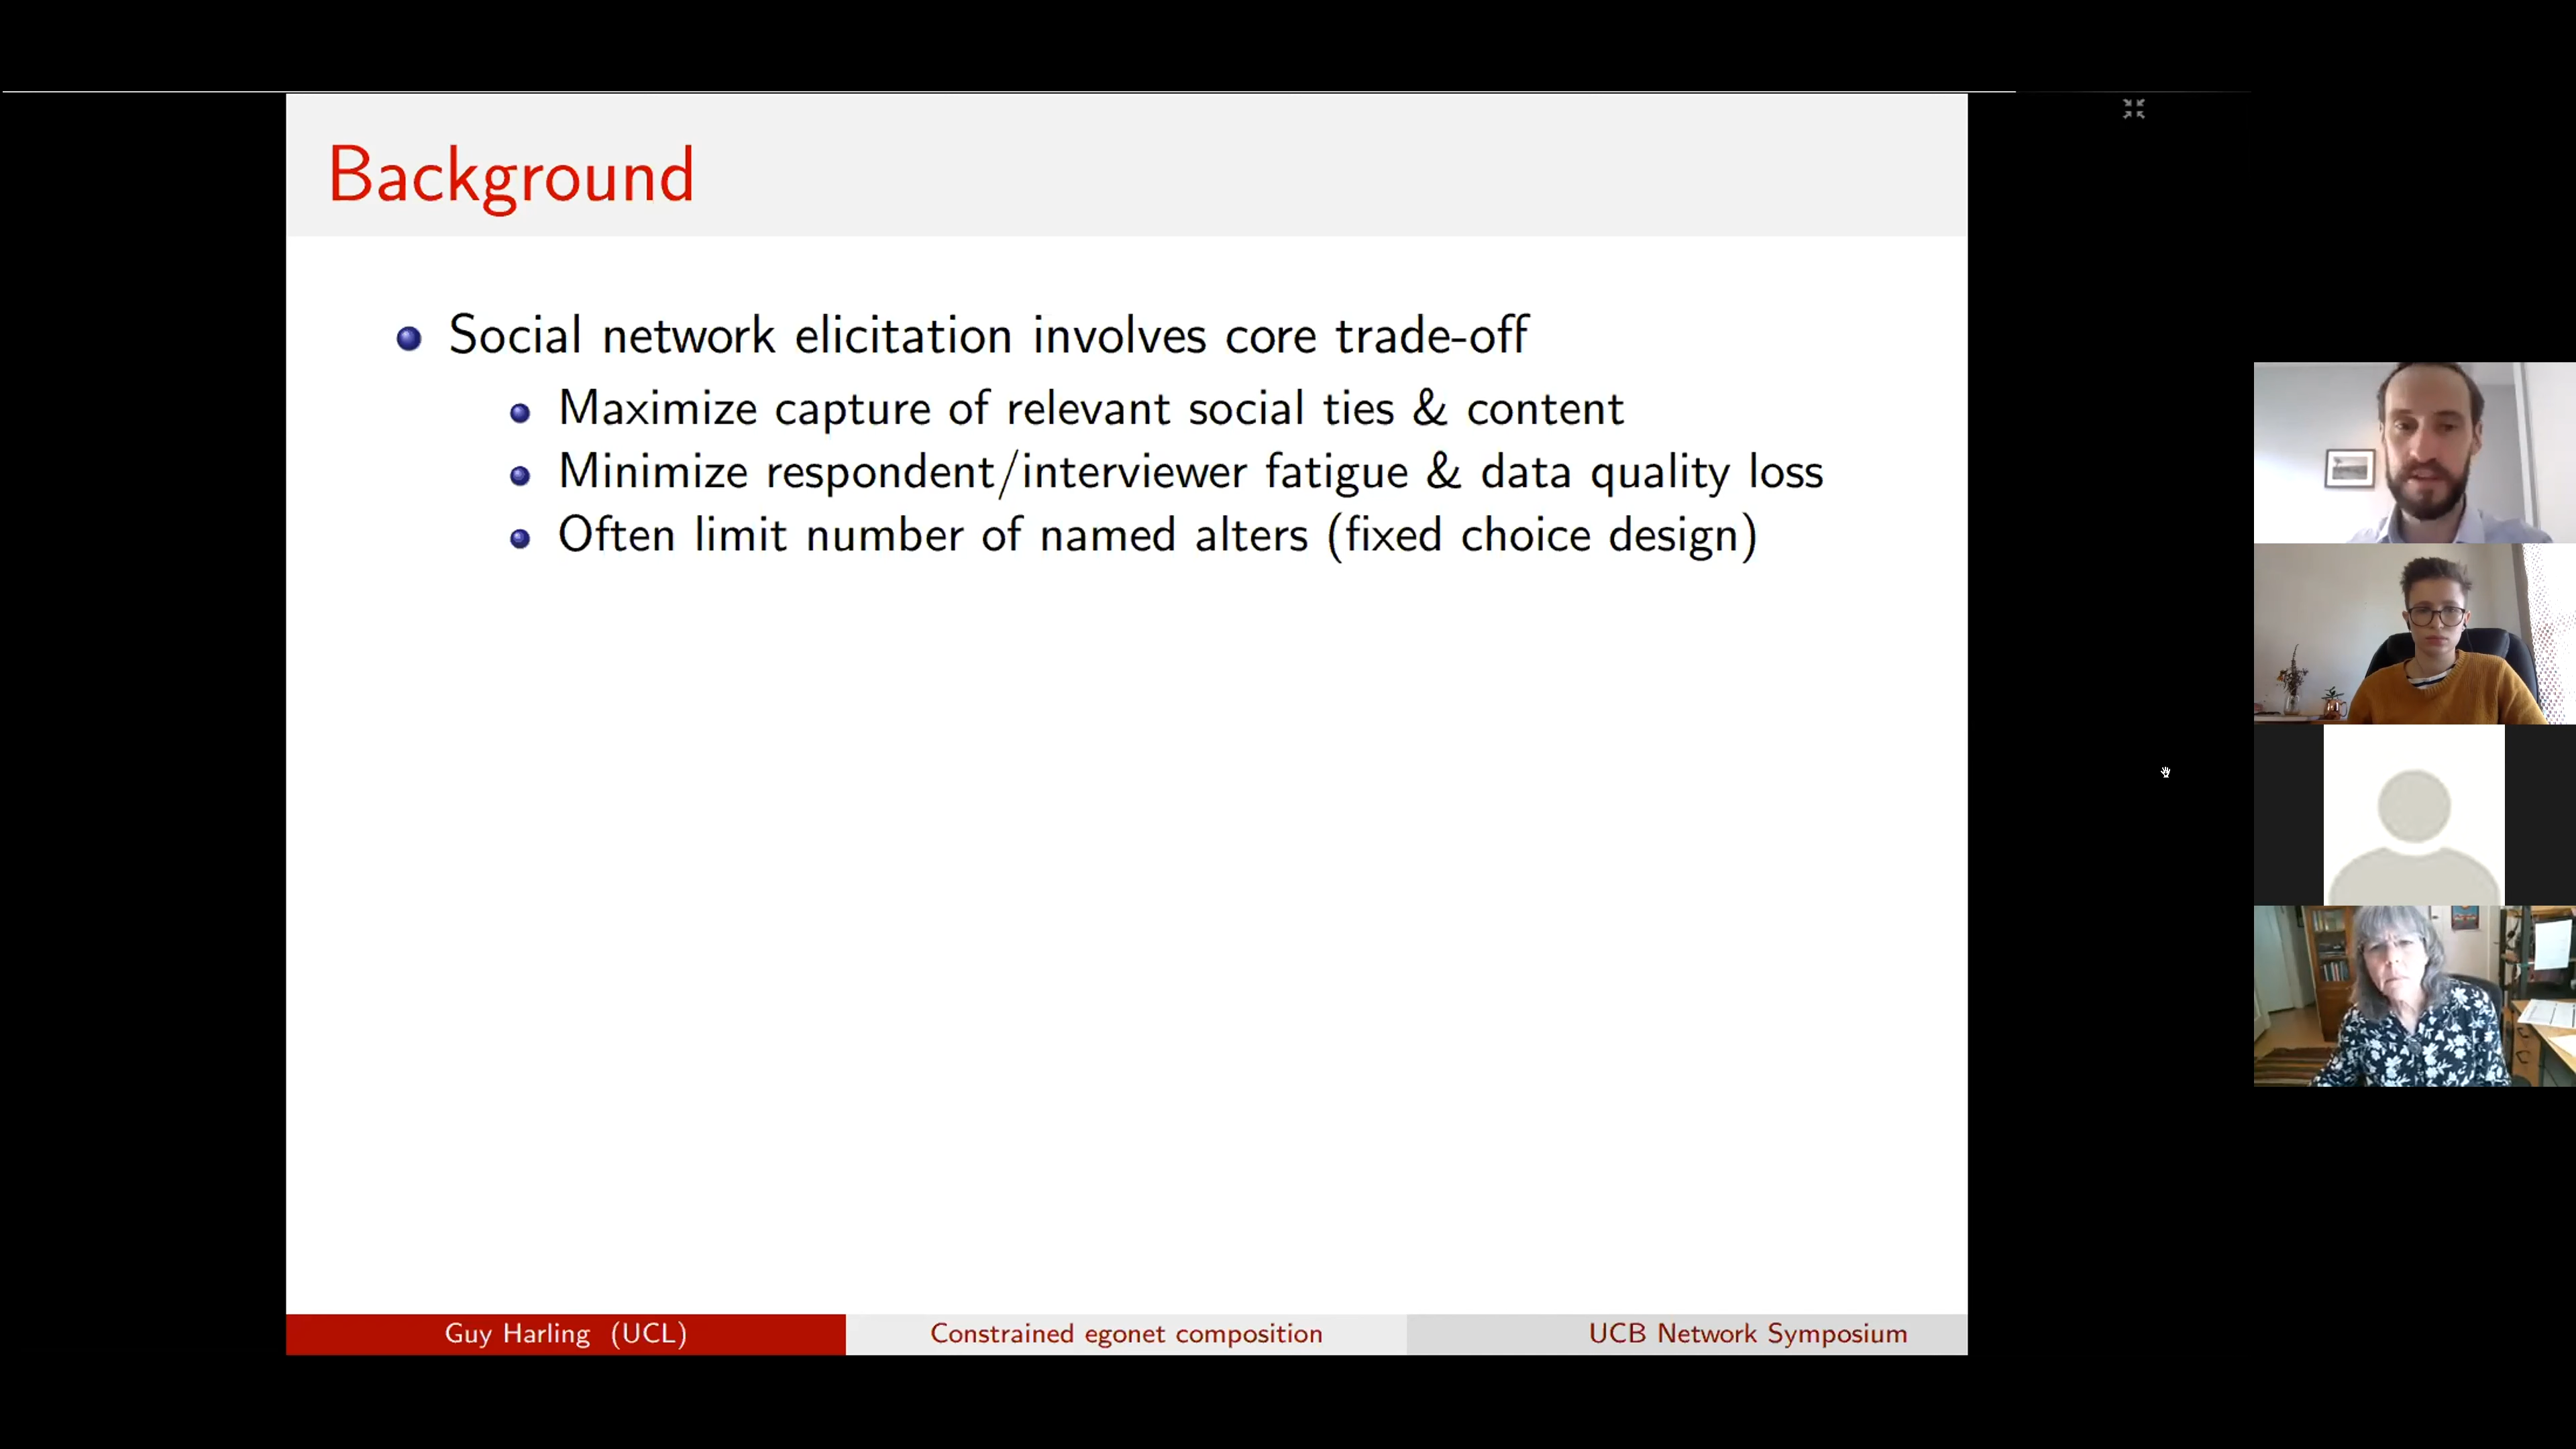 Background
Social network elicitation involves core trade-off
Maximize capture of relevant social ties & content
Minimize respondent/interviewer fatigue & data quality loss
Often limit number of named alters (fixed choice design)
Guy Harling (UCL)
Constrained egonet composition
UCB Network Symposium